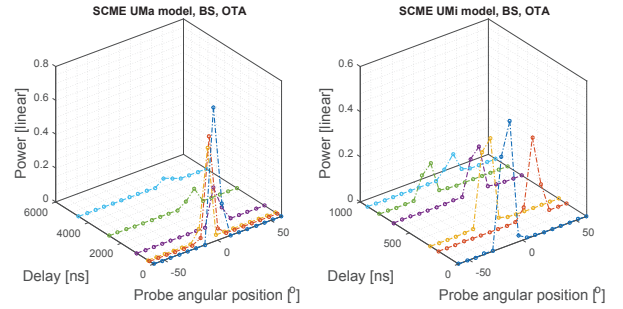 SCME UMa model, BS, OTA
0.8
0.6
0.4
0.2
0
6000
4000
2000
0
-50
0
50
Power [linear]
Delay [ns]
Probe angular position [°]
SCME UMi model, BS, OTA
0.6
0.4
0.2
0
1000
500
0
-50
0
50
Power [linear]
Delay [ns]
Probe angular position [°]